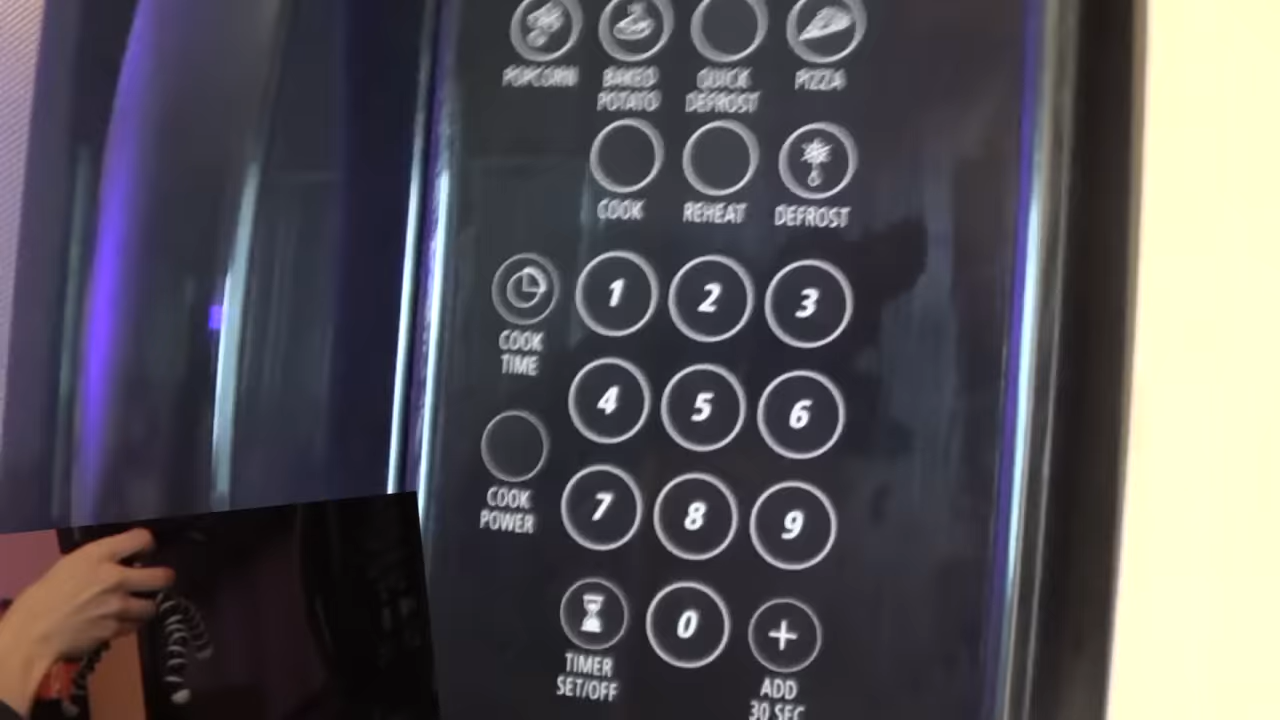 POPCORN
BAKED
POTATO
QUICK
DEFROST
PIZZA
COOK
REHEAT
DEFROST
COOK
TIME
1
2
3
4
5
6
COOK
POWER
7
8
9
TIMER
SET/OFF
0
+
ADD
30 SEC